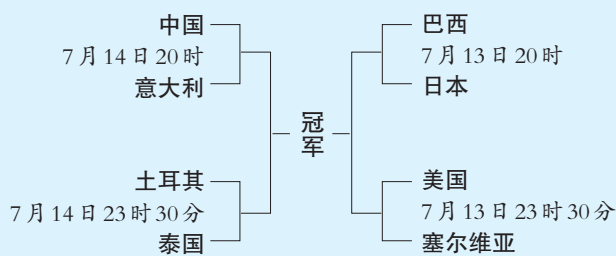 中国
7月14日20时
意大利
土耳其
7月14日23时30分
泰国
冠军
巴西
7月13日20时
日本
美国
7月13日23时30分
塞尔维亚